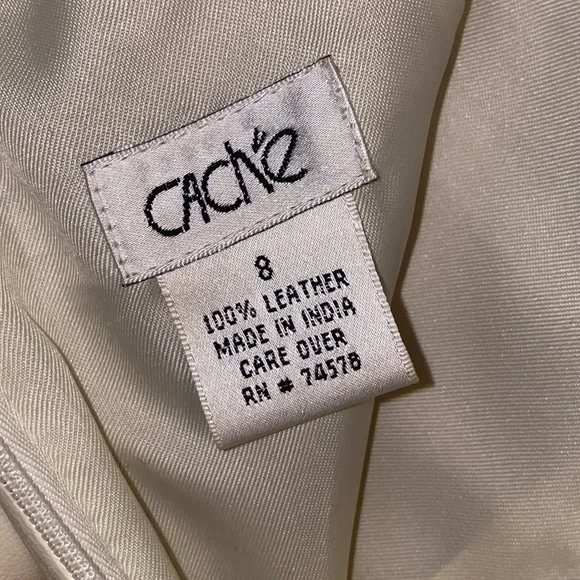 Caché
8
100% LEATHER
MADE IN INDIA
CARE OVER
RN # 74578